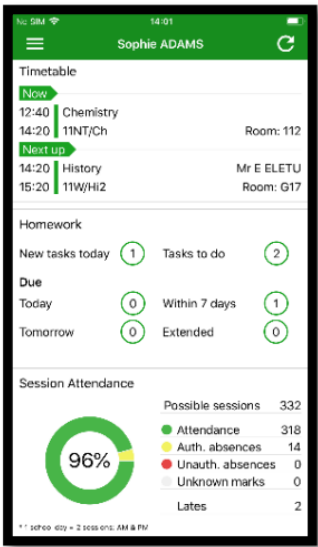 No SIM 14:01
Sophie ADAMS
Timetable
Now
12:40 Chemistry
14:20 11NT/Ch Room: 112
Next up
14:20 History Mr E ELETU
15:20 11W/Hi2 Room: G17
Homework
New tasks today 1 Tasks to do 2
Due
Today 0 Within 7 days 1
Tomorrow 0 Extended 0
Session Attendance
Possible sessions 332
Attendance 318
96% Auth. absences 14
Unauth. absences 0
Unknown marks 0
Lates 2
* 1 school day = 2 sessions: AM & PM